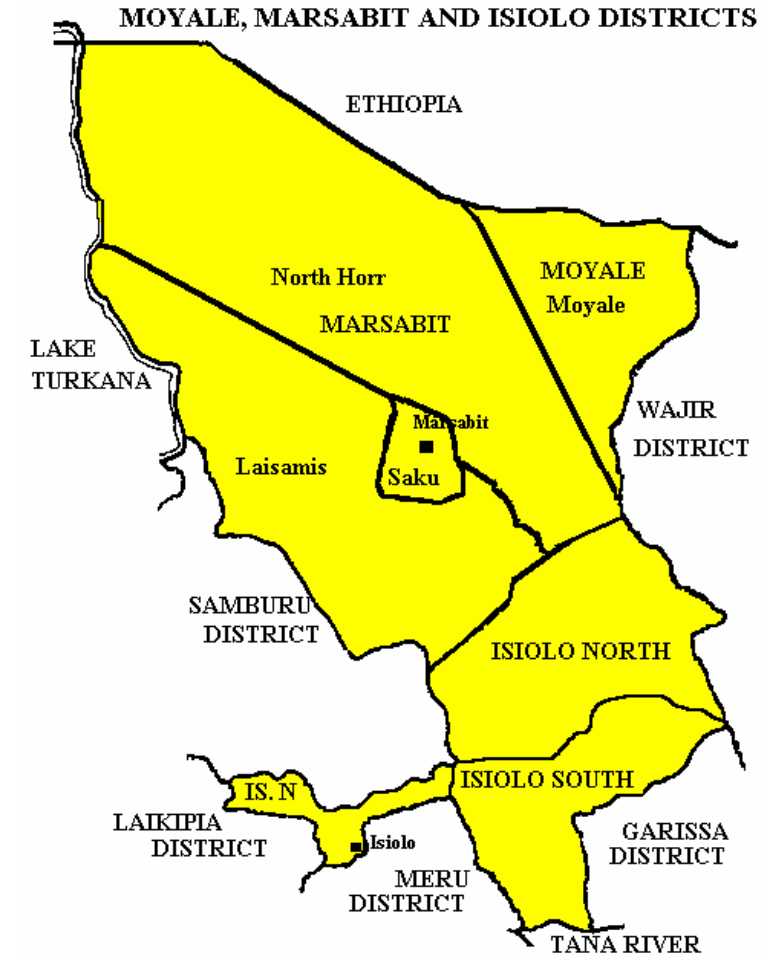 MOYALE, MARSABIT AND ISIOLO DISTRICTS
ETHIOPIA
North Horr
MARSABIT
MOYALE
Moyale
LAKE
TURKANA
WAJIR
DISTRICT
Marsabit
Saku
Laisamis
SAMBURU
DISTRICT
ISIOLO NORTH
ISIOLO SOUTH
IS. N
LAIKIPIA
DISTRICT
Isiolo
MERU
DISTRICT
GARISSA
DISTRICT
TANA RIVER